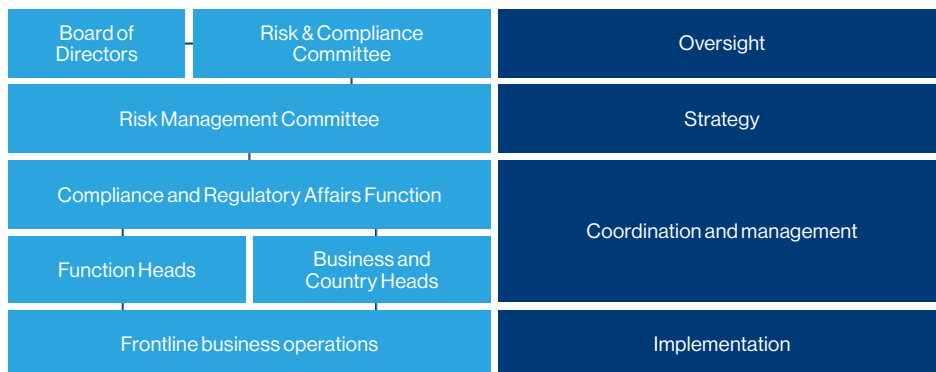 Board of
Directors
Risk & Compliance
Committee
Oversight
Risk Management Committee
Strategy
Compliance and Regulatory Affairs Function
Coordination and management
Function Heads
Business and
Country Heads
Frontline business operations
Implementation